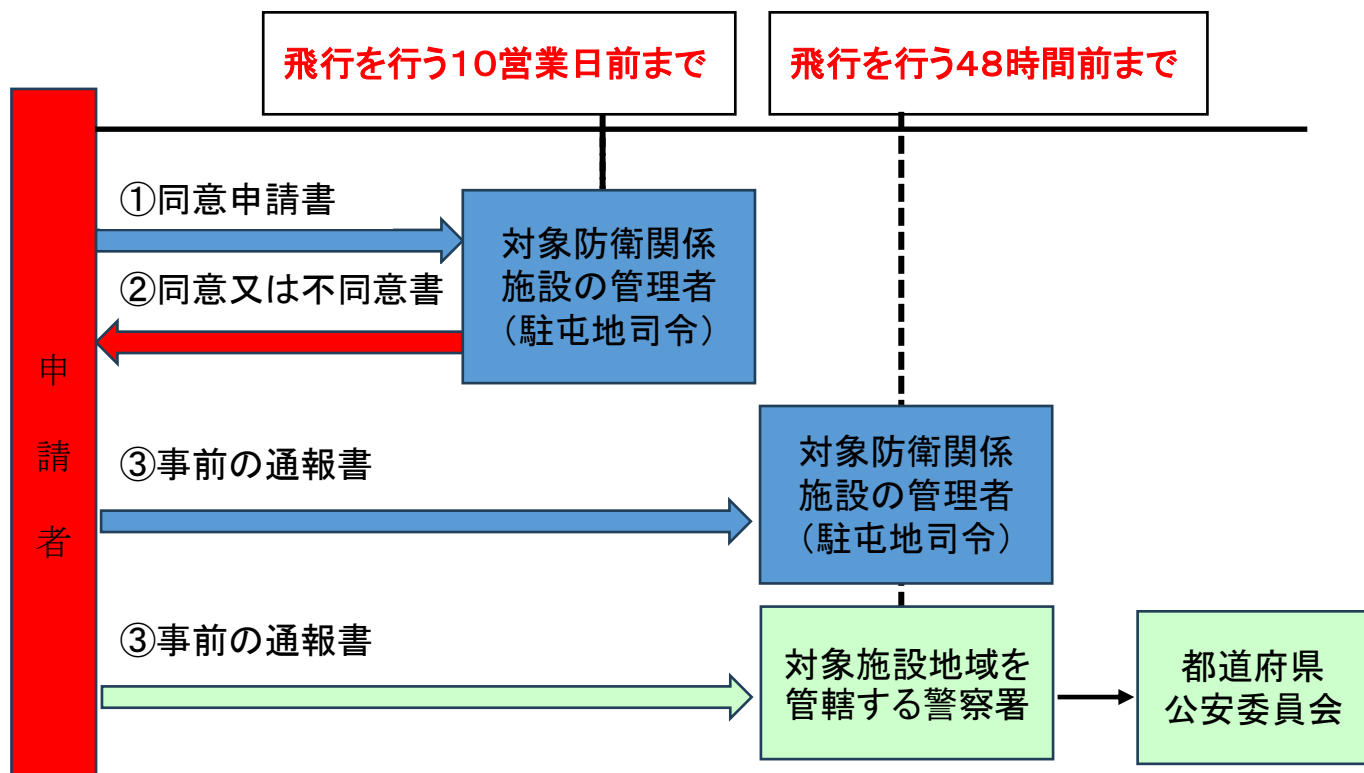 飛行を行う10営業日前まで
飛行を行う48時間前まで
申請者
①同意申請書
対象防衛関係
施設の管理者
(駐屯地司令)
②同意又は不同意書
③事前の通報書
対象防衛関係
施設の管理者
(駐屯地司令)
③事前の通報書
対象施設地域を
管轄する警察署
都道府県
公安委員会